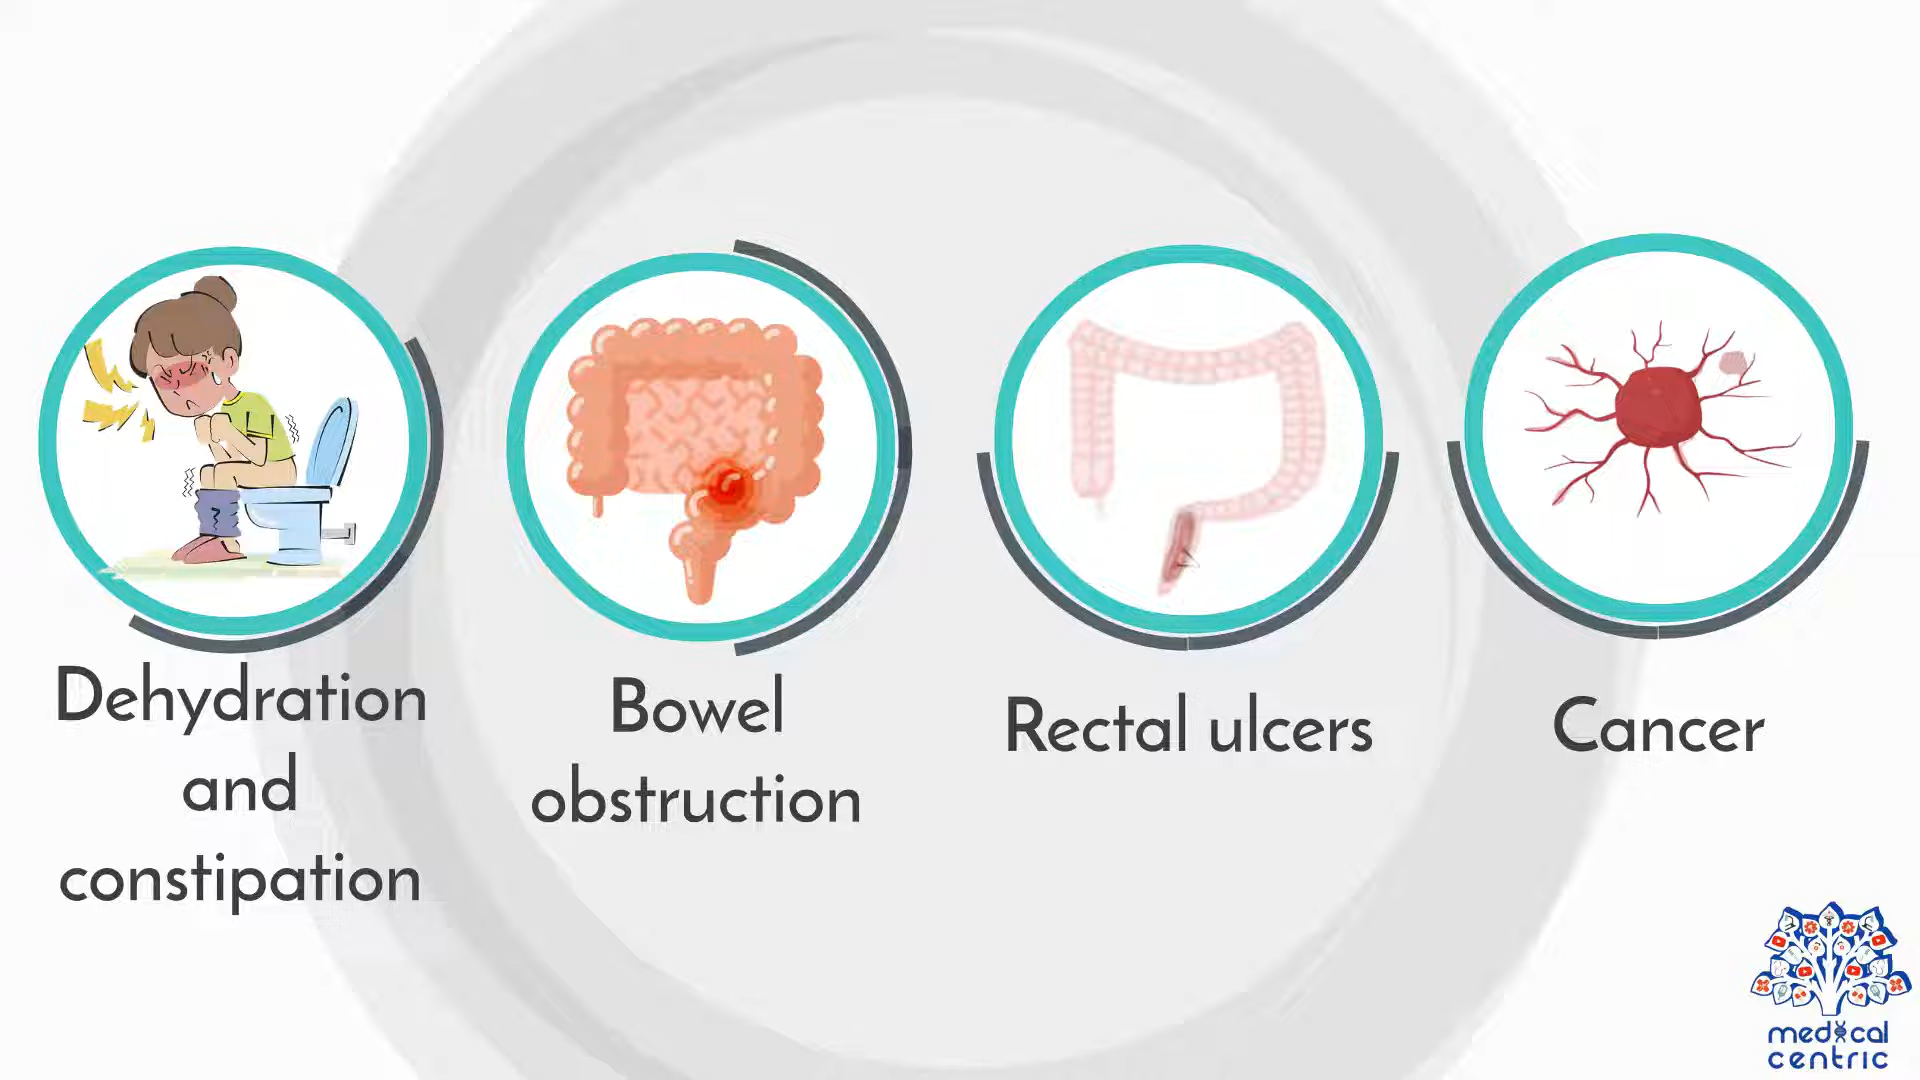 Dehydration
and
constipation
Bowel
obstruction
Rectal ulcers
Cancer
medical
centric